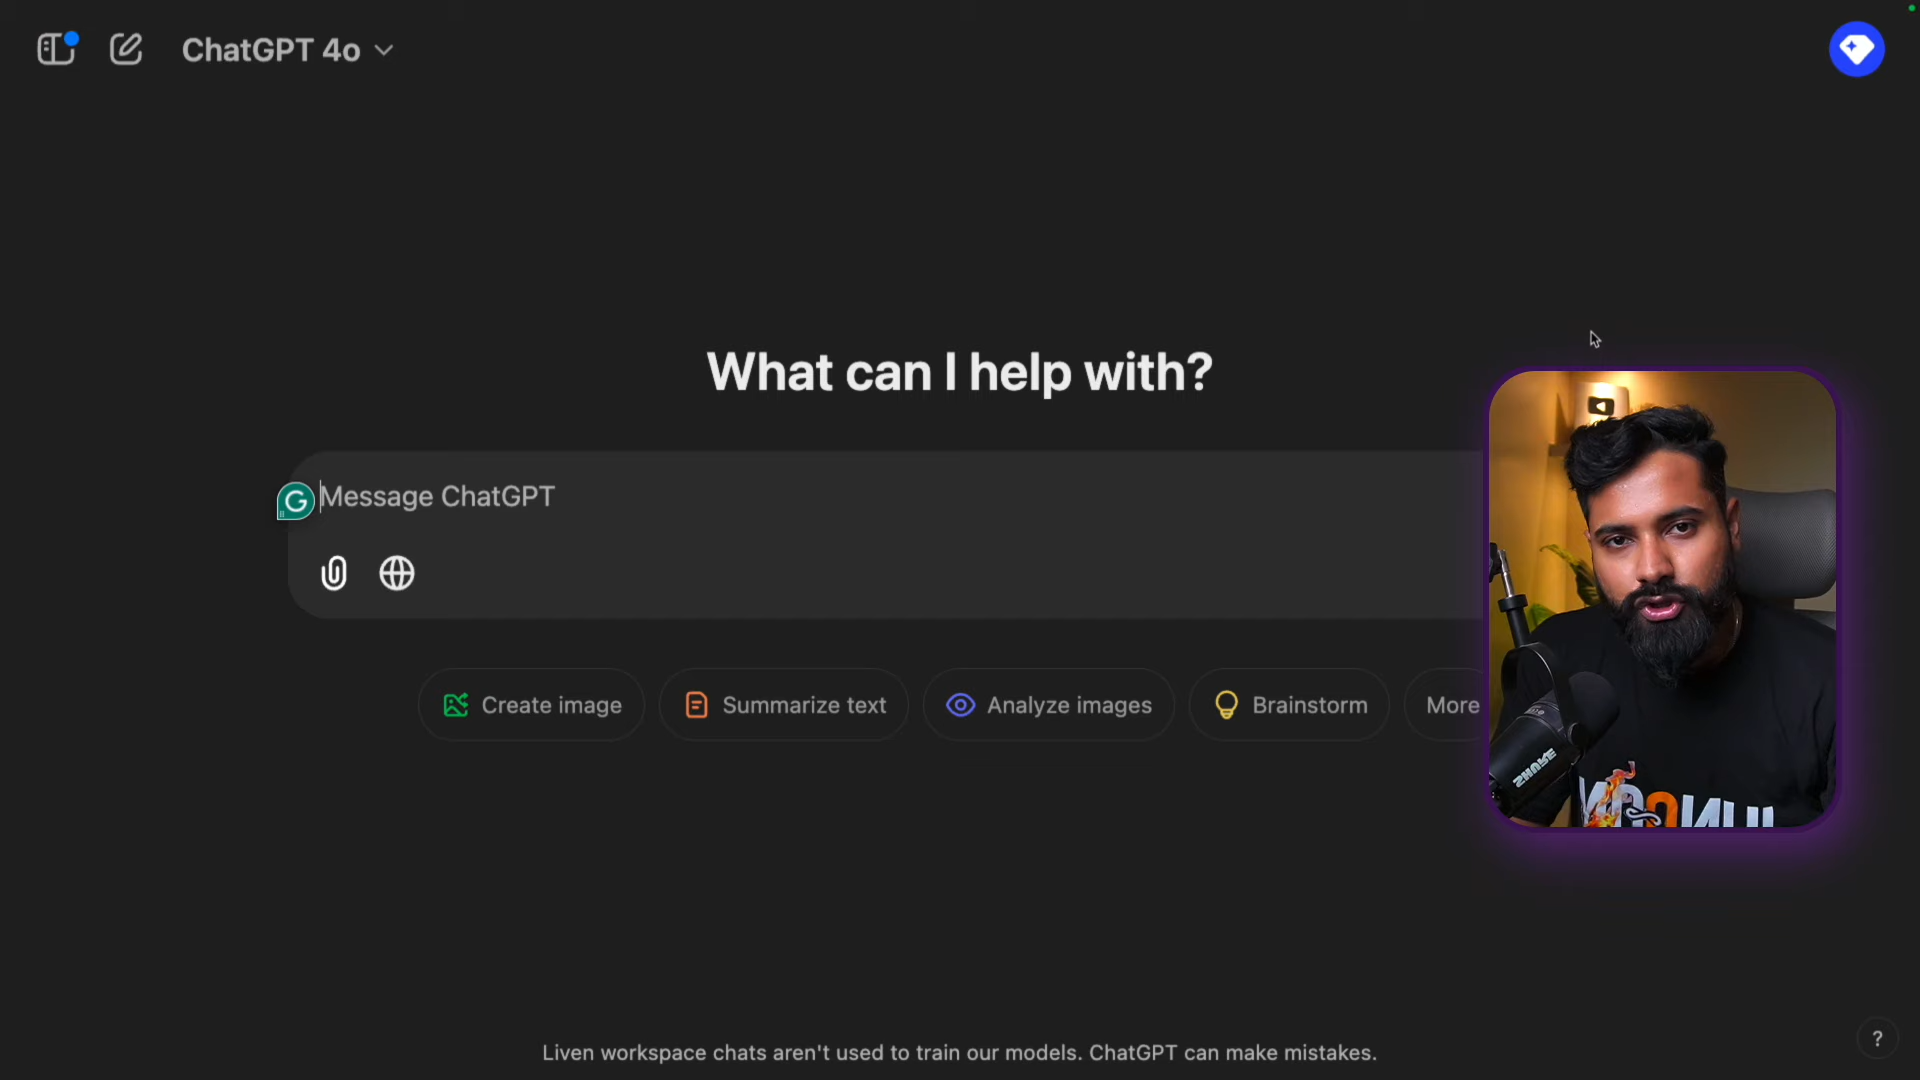 ChatGPT 4o
What can I help with?
G
Message ChatGPT
Create image
Summarize text
Analyze images
Brainstorm
More
SHURE
Liven workspace chats aren't used to train our models. ChatGPT can make mistakes.
?